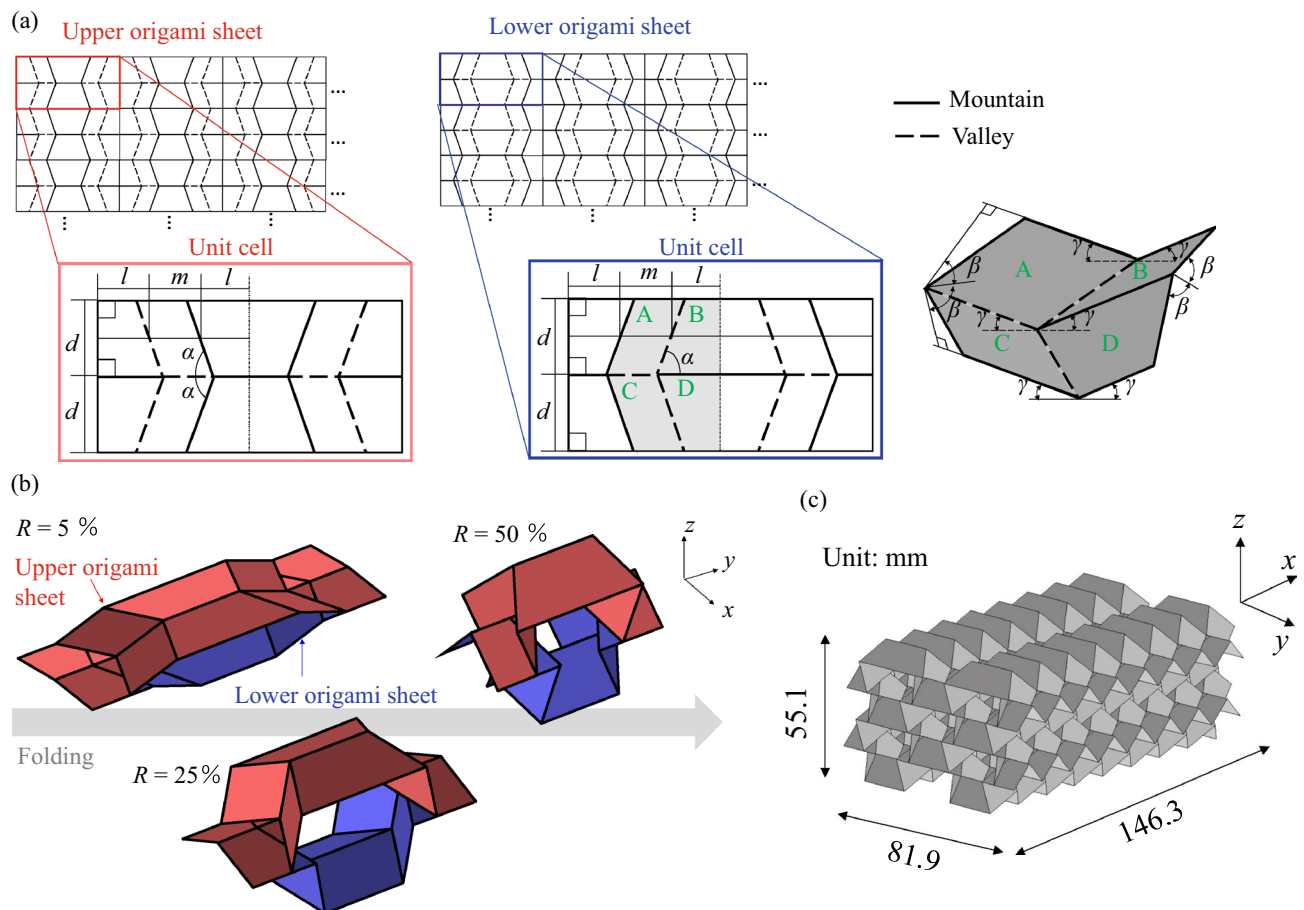 (a)
Upper origami sheet
Lower origami sheet
...
...
...
...
...
...
...
...
...
...
...
...
Mountain
Valley
Unit cell
Unit cell
l m l
d
d
α
α
l m l
d
d
A B
α
C D
A
B
C
D
γ γ
β β
β β
γ γ
γ γ
(b)
R = 5 %
Upper origami
sheet
Lower origami sheet
R = 50 %
z
y
x
Folding
R = 25%
(c)
Unit: mm
z
x
y
55.1
81.9
146.3